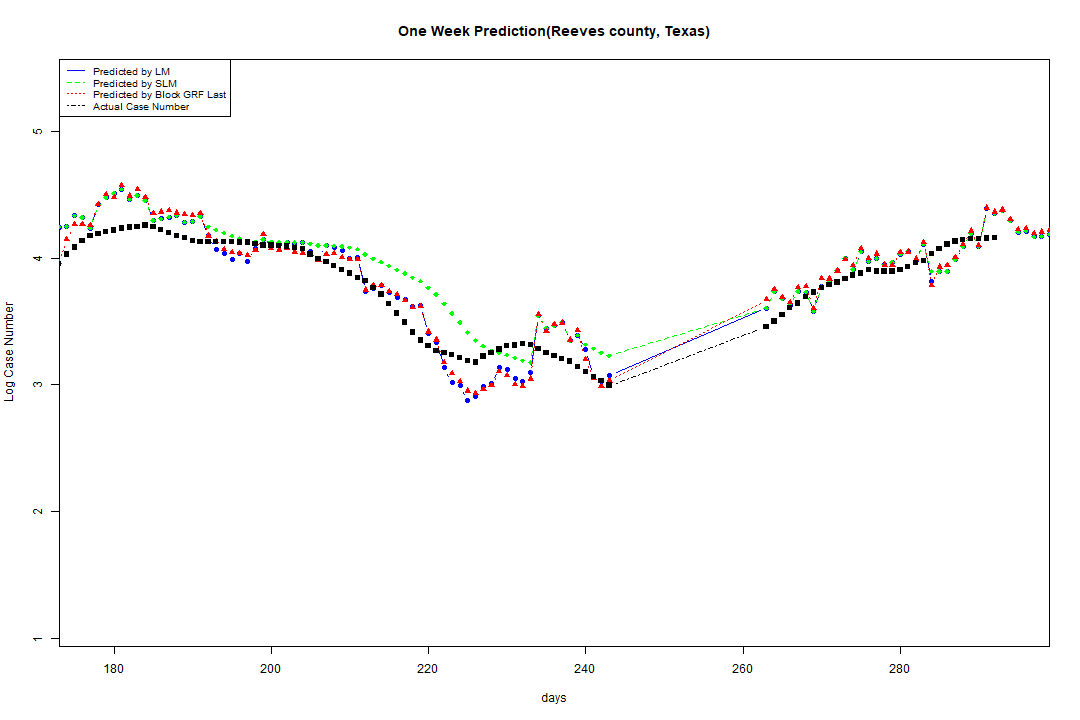 One Week Prediction(Reeves county, Texas)
Predicted by LM
Predicted by SLM
Predicted by Block GRF Last
Actual Case Number
5
4
3
2
1
Log Case Number
180 200 220 240 260 280
days